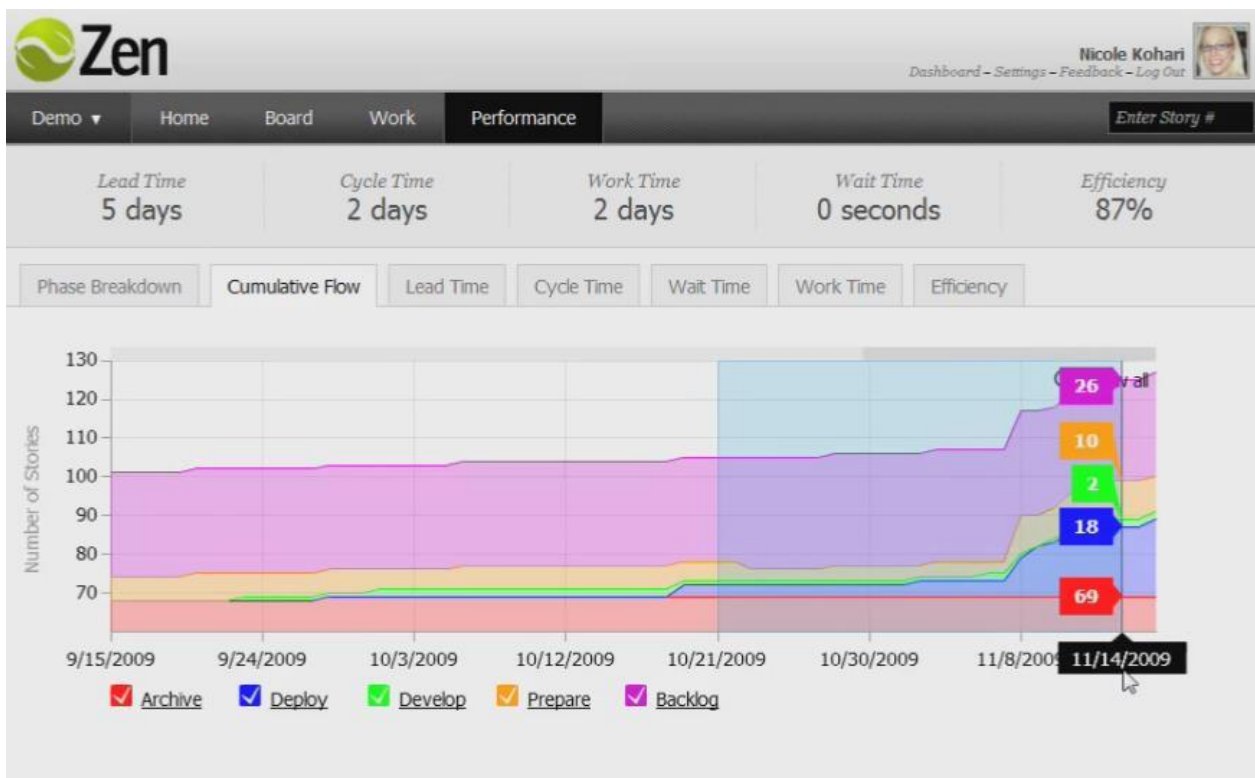 Zen
Nicole Kohari
Dashboard – Settings – Feedback – Log Out
Demo ▾ Home Board Work Performance Enter Story #
Lead Time Cycle Time Work Time Wait Time Efficiency
5 days 2 days 2 days 0 seconds 87%
Phase Breakdown Cumulative Flow Lead Time Cycle Time Wait Time Work Time Efficiency
130
all
26
120
110
10
100
2
90
18
80
70
69
Number of Stories
9/15/2009 9/24/2009 10/3/2009 10/12/2009 10/21/2009 10/30/2009 11/8/2009 11/14/2009
Archive Deploy Develop Prepare Backlog